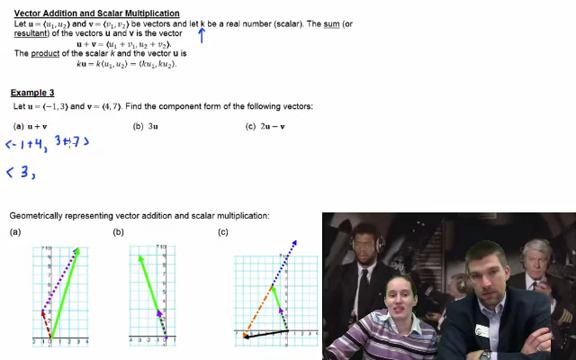 Vector Addition and Scalar Multiplication
Let u = ⟨u₁, u₂⟩ and v = ⟨v₁, v₂⟩ be vectors and let k be a real number (scalar). The sum (or
resultant) of the vectors u and v is the vector
u + v = ⟨u₁ + v₁, u₂ + v₂⟩.
The product of the scalar k and the vector u is
ku = k⟨u₁, u₂⟩ = ⟨ku₁, ku₂⟩.
Example 3
Let u = ⟨−1, 3⟩ and v = ⟨4, 7⟩. Find the component form of the following vectors:
(a) u + v (b) 3u (c) 2u − v
<-1+4, 3+7>
< 3,
Geometrically representing vector addition and scalar multiplication:
(a) (b) (c)